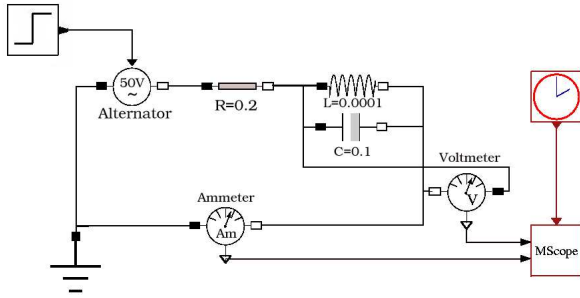 50V
~
Alternator
R=0.2
L=0.0001
C=0.1
Voltmeter
V
Ammeter
Am
MScope